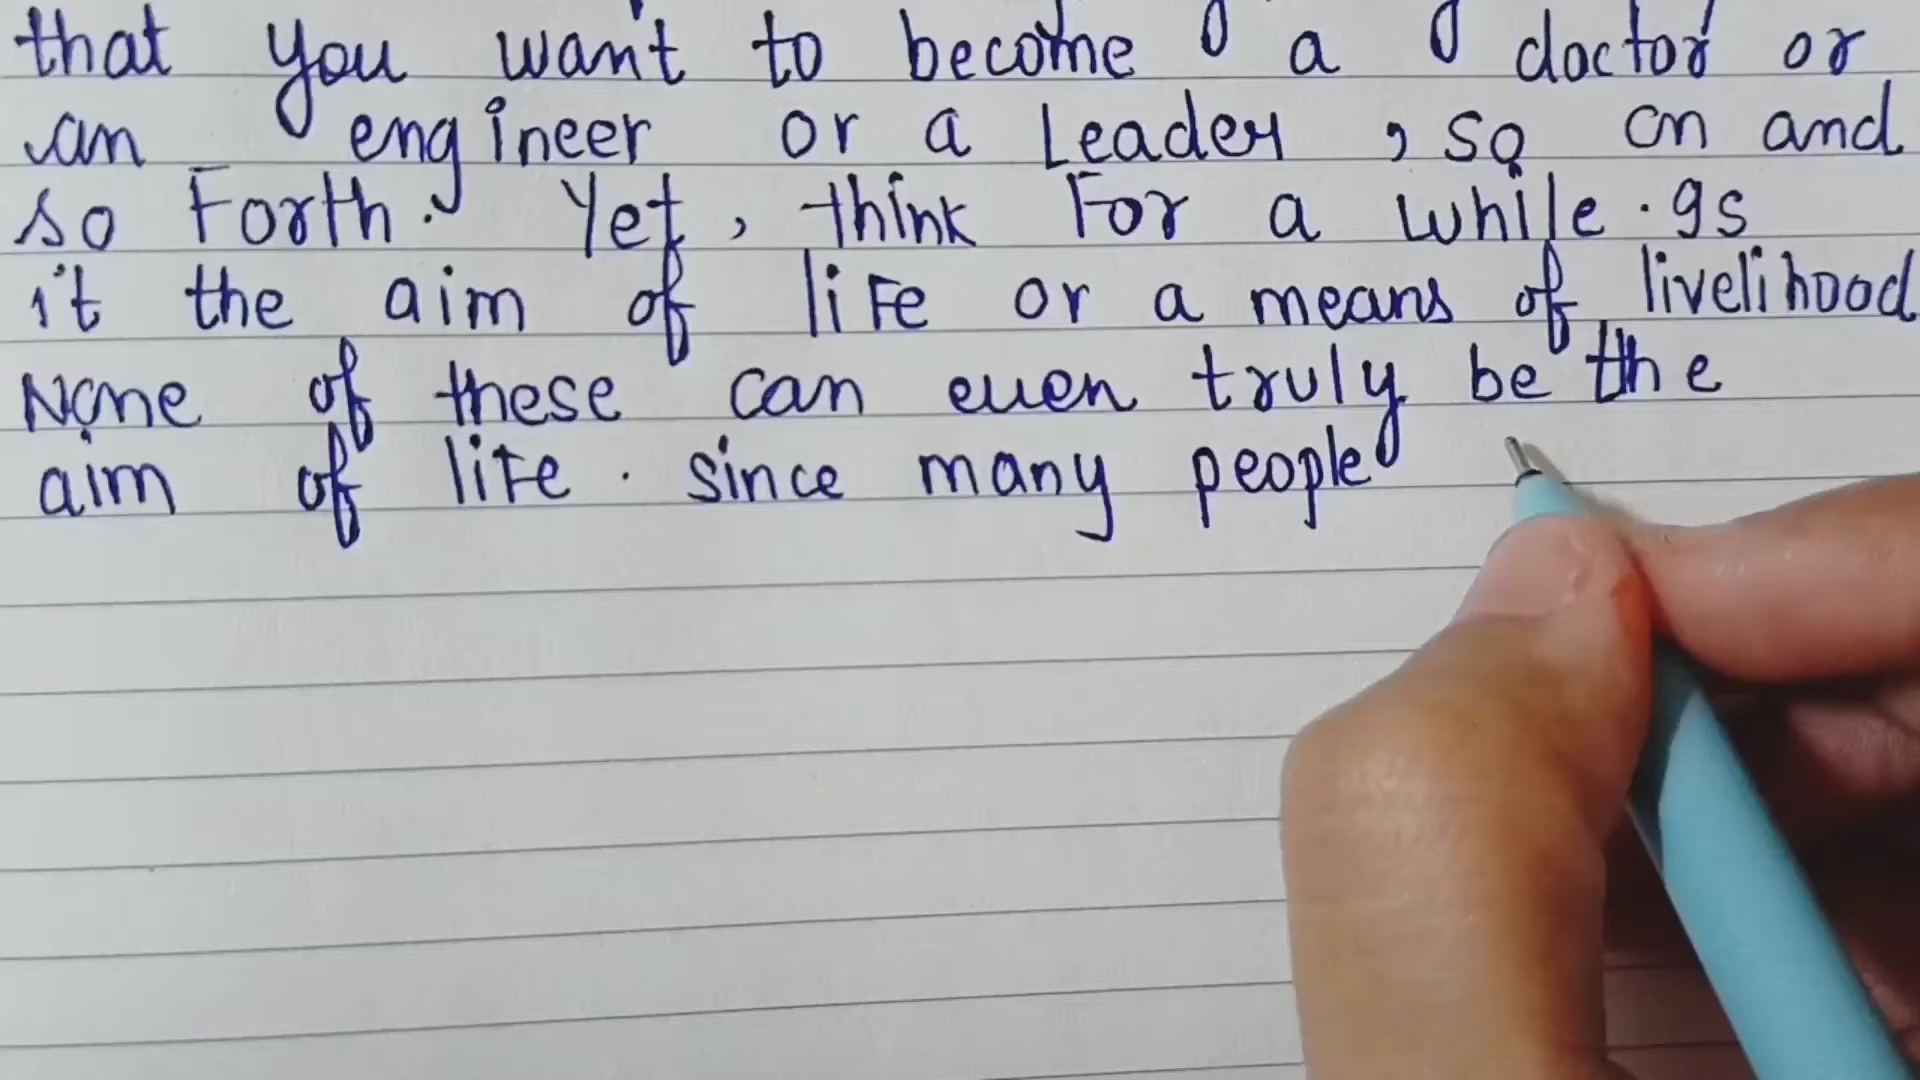 that you want to become a doctor or
an engineer or a Leader, so on and
so Forth. Yet, think For a while. Is
it the aim of life or a means of livelihood
None of these can even truly be the
aim of life. since many people